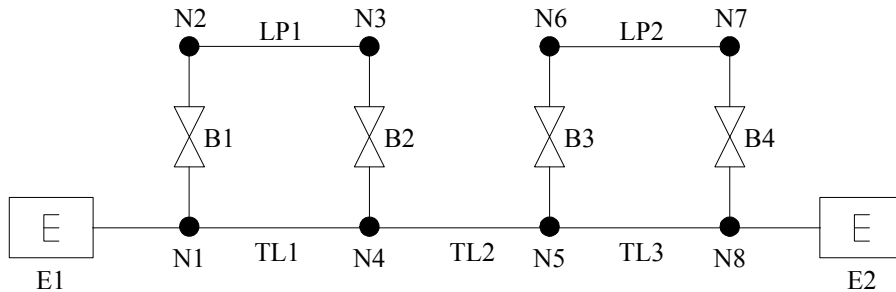 N2 N3 N6 N7
LP1 LP2
B1 B2 B3 B4
E E
N1 TL1 N4 TL2 N5 TL3 N8
E1 E2